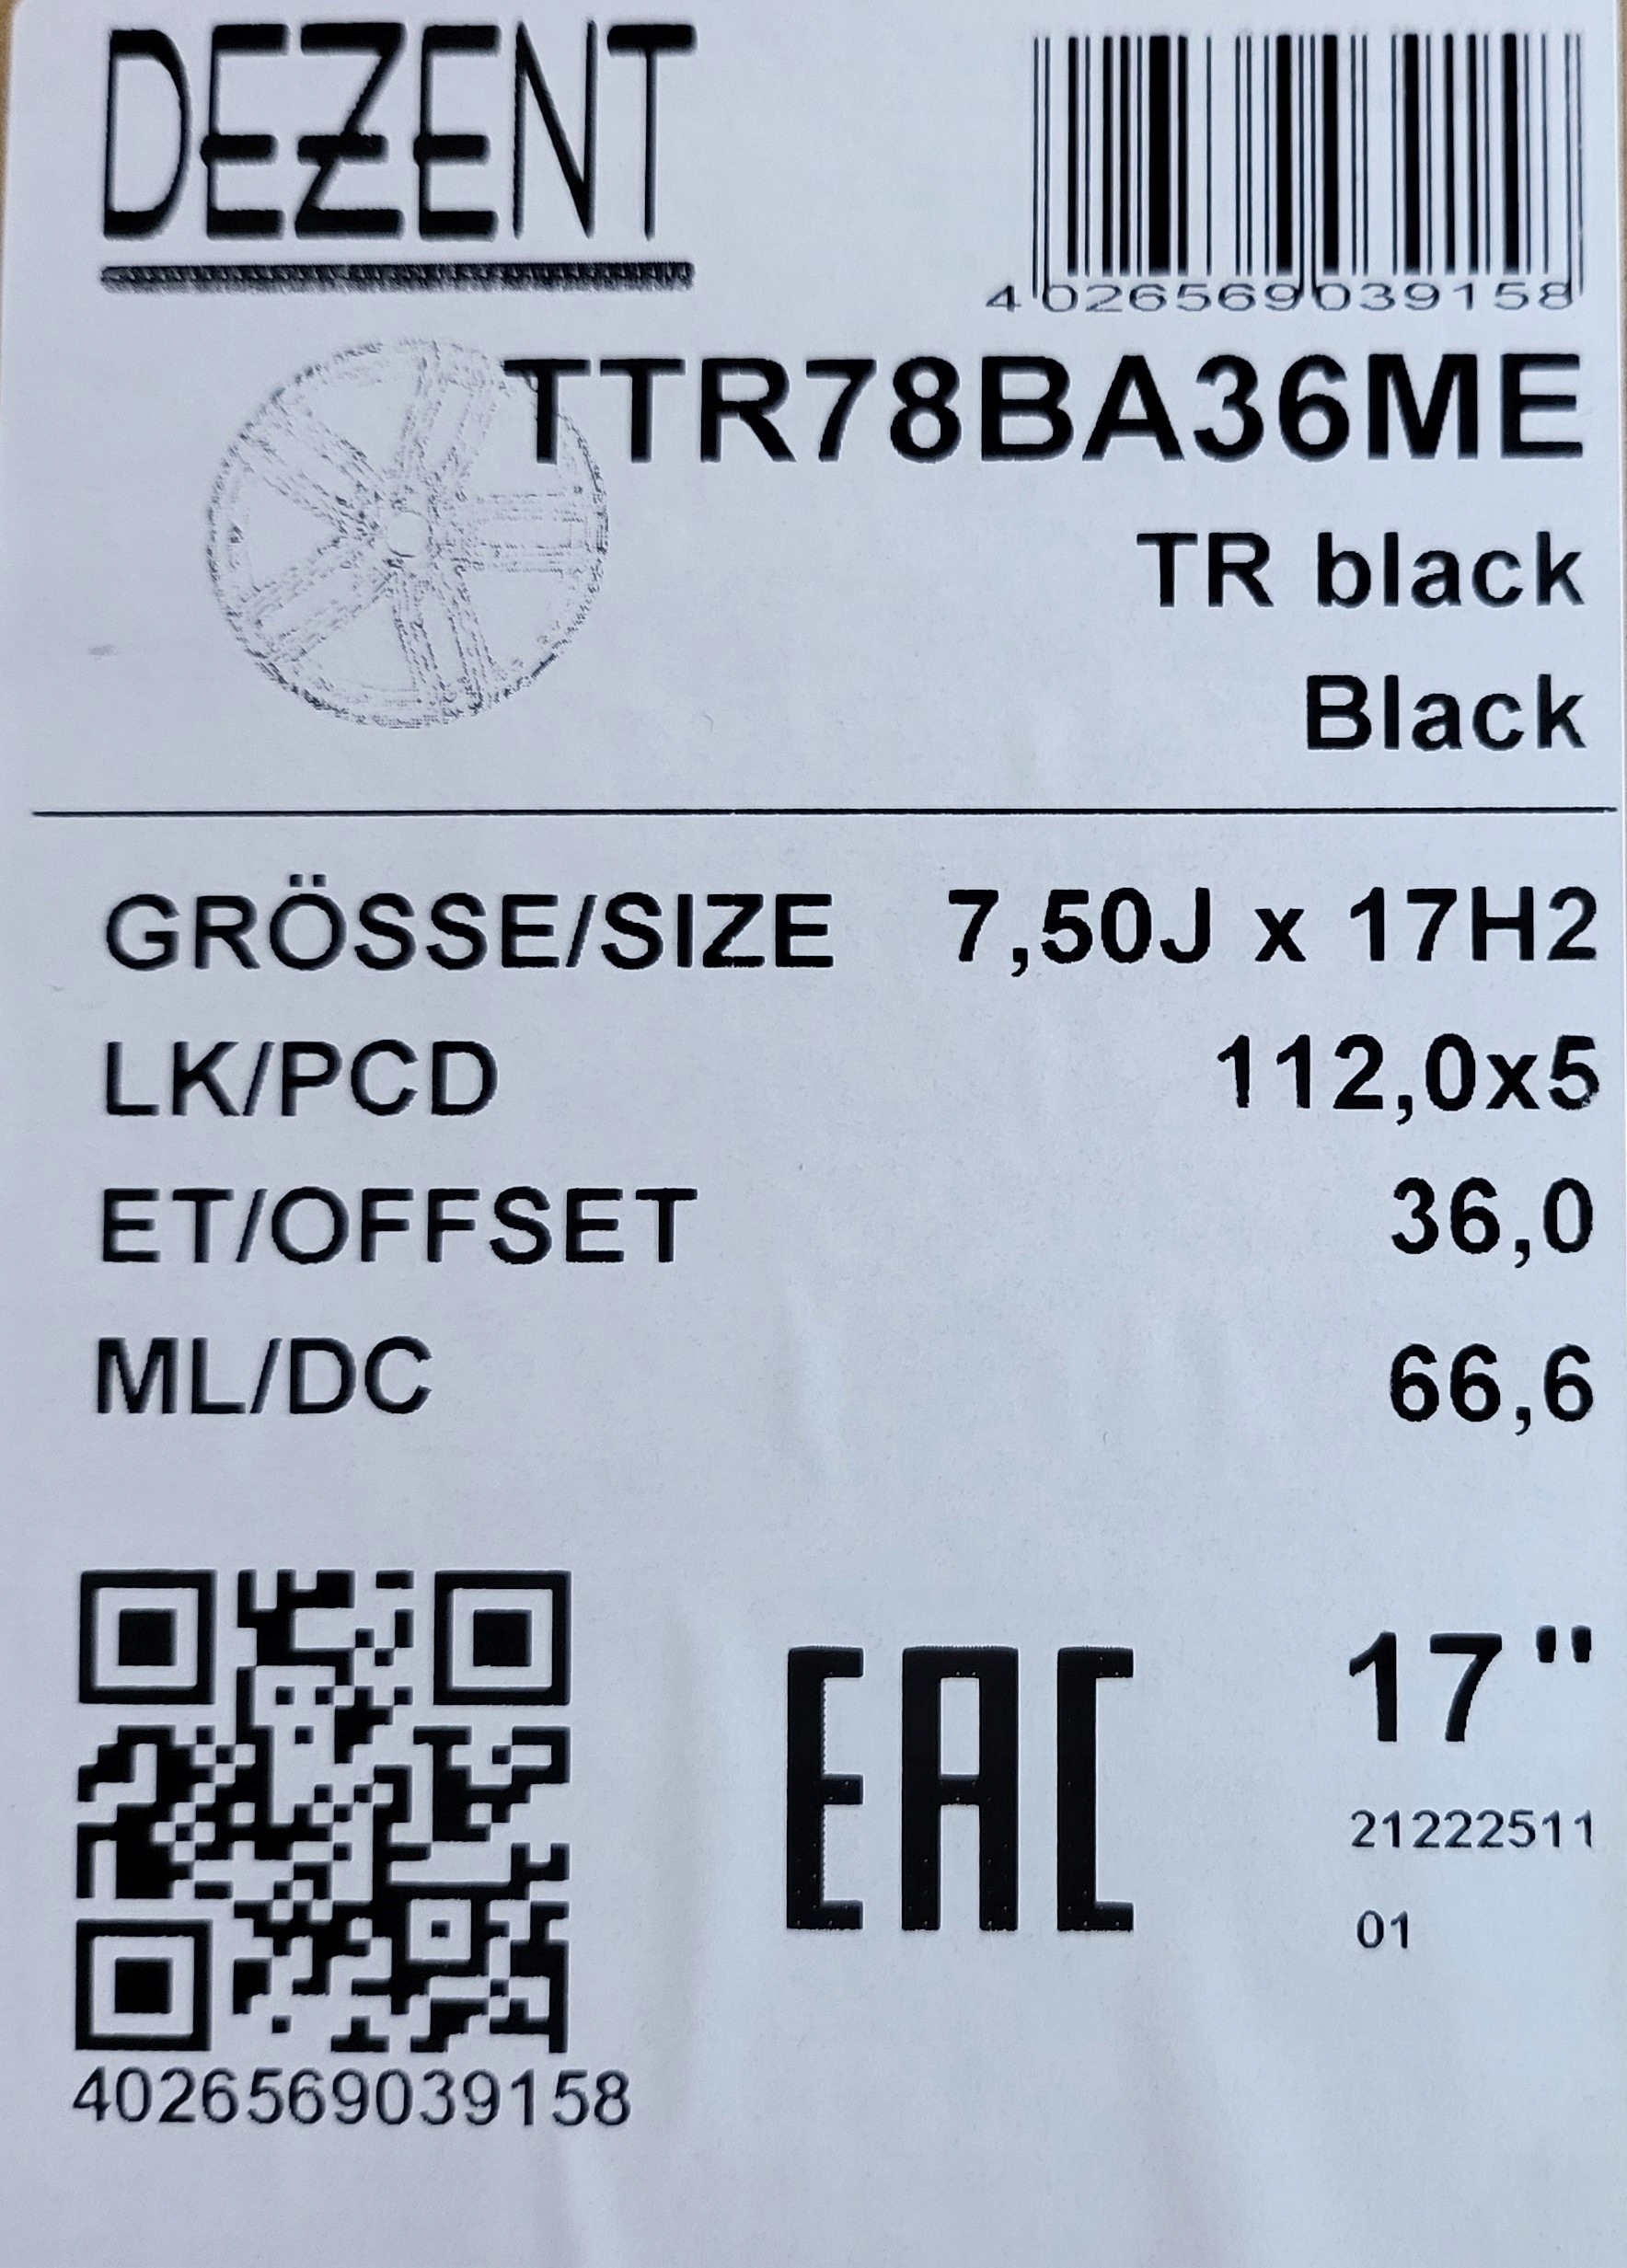 DEZENT
4 026569 039158
TTR78BA36ME
TR black
Black
GRÖSSE/SIZE 7,50J x 17H2
LK/PCD 112,0x5
ET/OFFSET 36,0
ML/DC 66,6
EAC
17"
21222511
01
4026569039158